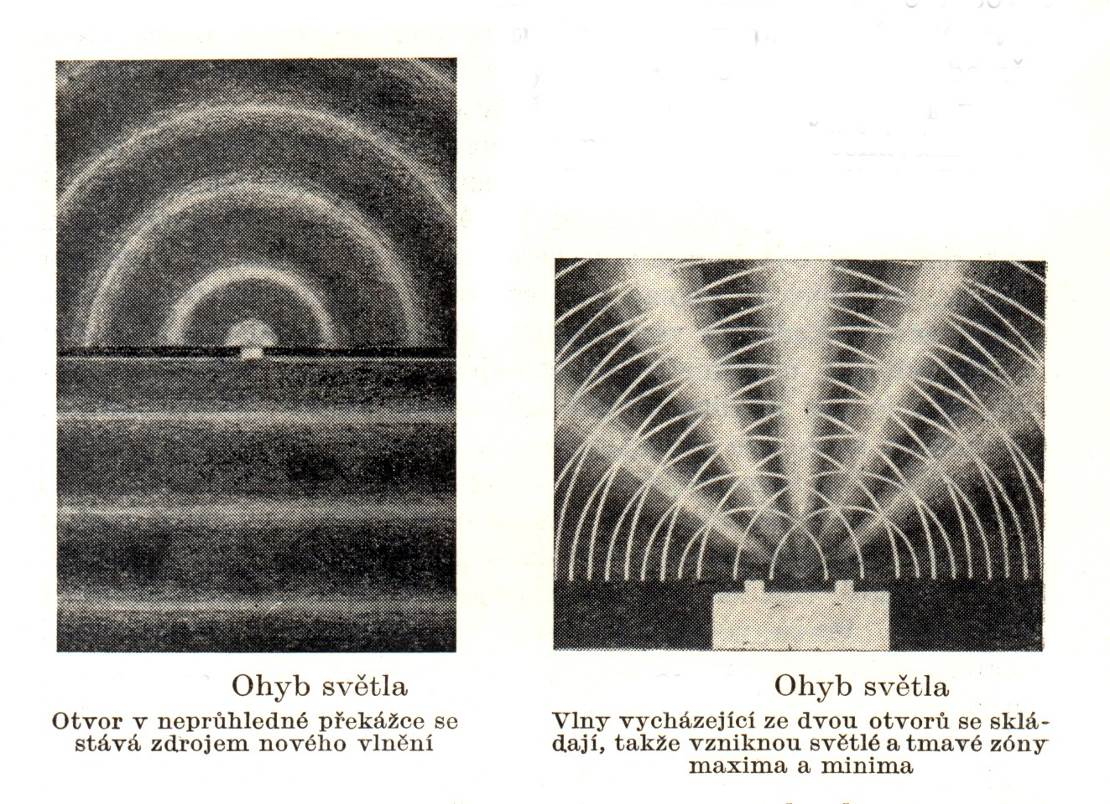 Ohyb světla
Otvor v neprůhledné překážce se
stává zdrojem nového vlnění
Ohyb světla
Vlny vycházející ze dvou otvorů se sklá-
dají, takže vzniknou světlé a tmavé zóny
maxima a minima